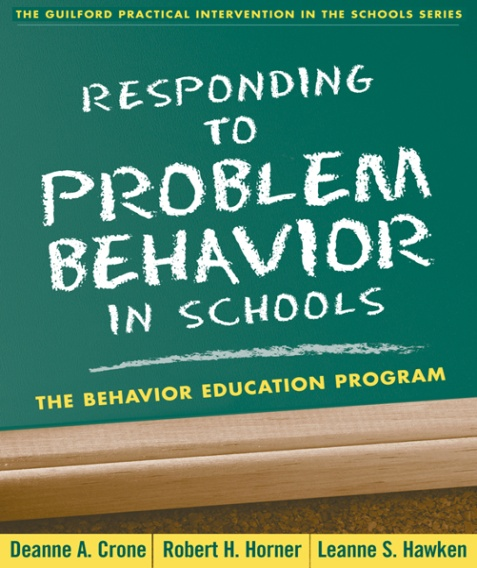 THE GUILFORD PRACTICAL INTERVENTION IN THE SCHOOLS SERIES
RESPONDING
TO
PROBLEM
BEHAVIOR
IN SCHOOLS
THE BEHAVIOR EDUCATION PROGRAM
Deanne A. Crone Robert H. Horner Leanne S. Hawken